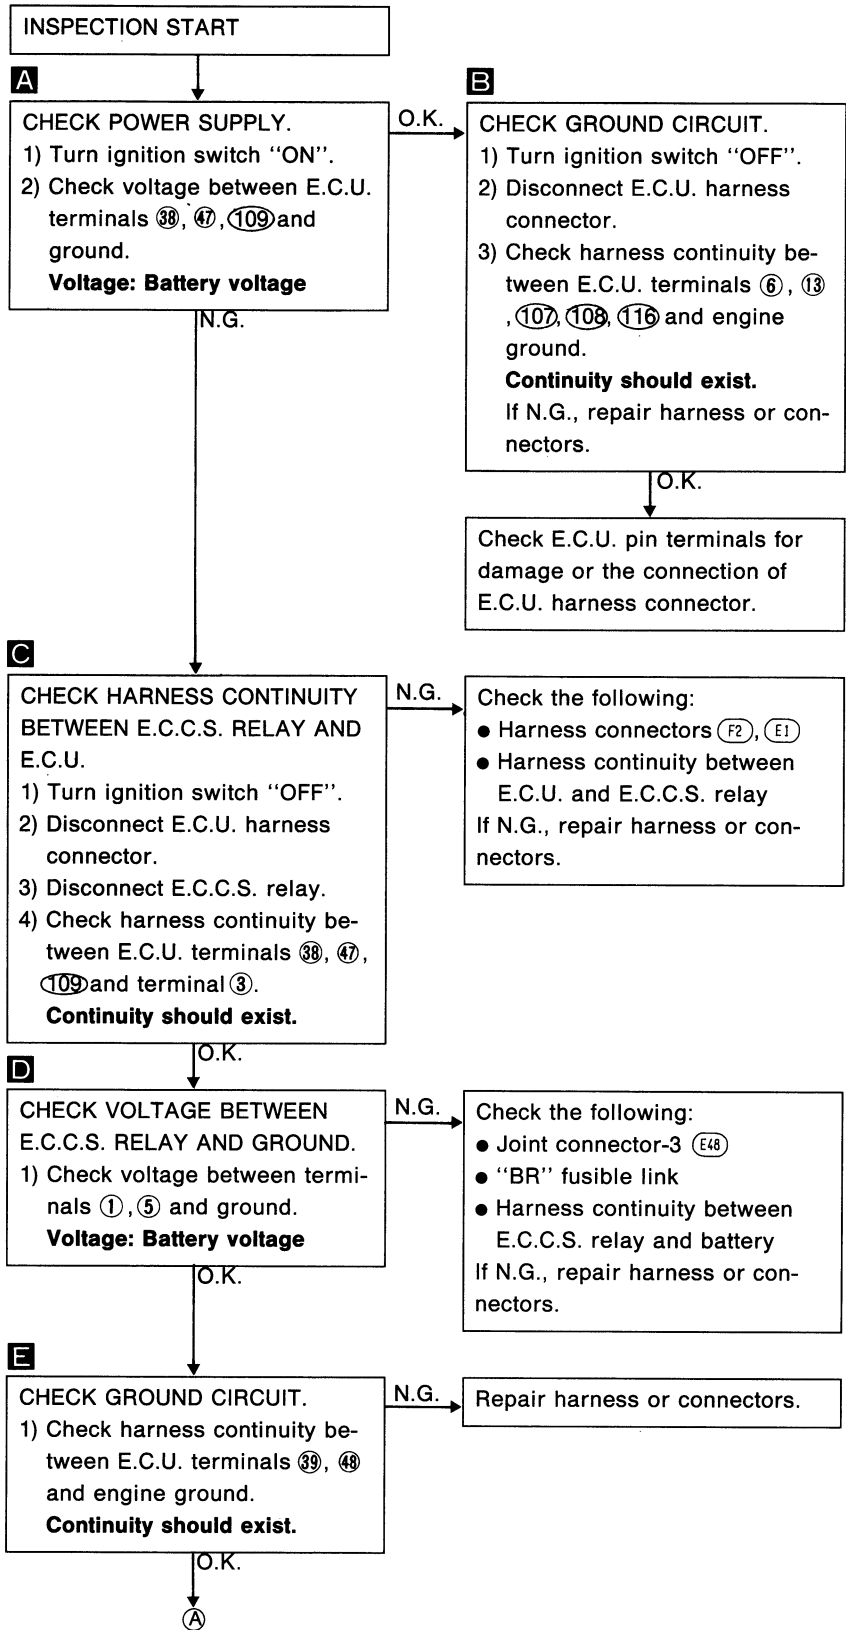 INSPECTION START
A
CHECK POWER SUPPLY.
1) Turn ignition switch “ON”.
2) Check voltage between E.C.U.
terminals ㊳, ㊼, (109) and
ground.
Voltage: Battery voltage
O.K.
N.G.
B
CHECK GROUND CIRCUIT.
1) Turn ignition switch “OFF”.
2) Disconnect E.C.U. harness
connector.
3) Check harness continuity be-
tween E.C.U. terminals ⑥, ⑬
, (107), (108), (116) and engine
ground.
Continuity should exist.
If N.G., repair harness or con-
nectors.
O.K.
Check E.C.U. pin terminals for
damage or the connection of
E.C.U. harness connector.
C
CHECK HARNESS CONTINUITY
BETWEEN E.C.C.S. RELAY AND
E.C.U.
1) Turn ignition switch “OFF”.
2) Disconnect E.C.U. harness
connector.
3) Disconnect E.C.C.S. relay.
4) Check harness continuity be-
tween E.C.U. terminals ㊳, ㊼,
(109) and terminal ③.
Continuity should exist.
N.G.
O.K.
Check the following:
● Harness connectors (F2), (E1)
● Harness continuity between
E.C.U. and E.C.C.S. relay
If N.G., repair harness or con-
nectors.
D
CHECK VOLTAGE BETWEEN
E.C.C.S. RELAY AND GROUND.
1) Check voltage between termi-
nals ①, ⑤ and ground.
Voltage: Battery voltage
N.G.
O.K.
Check the following:
● Joint connector-3 (E48)
● “BR” fusible link
● Harness continuity between
E.C.C.S. relay and battery
If N.G., repair harness or con-
nectors.
E
CHECK GROUND CIRCUIT.
1) Check harness continuity be-
tween E.C.U. terminals ㊴, ㊽
and engine ground.
Continuity should exist.
N.G.
O.K.
Repair harness or connectors.
Ⓐ